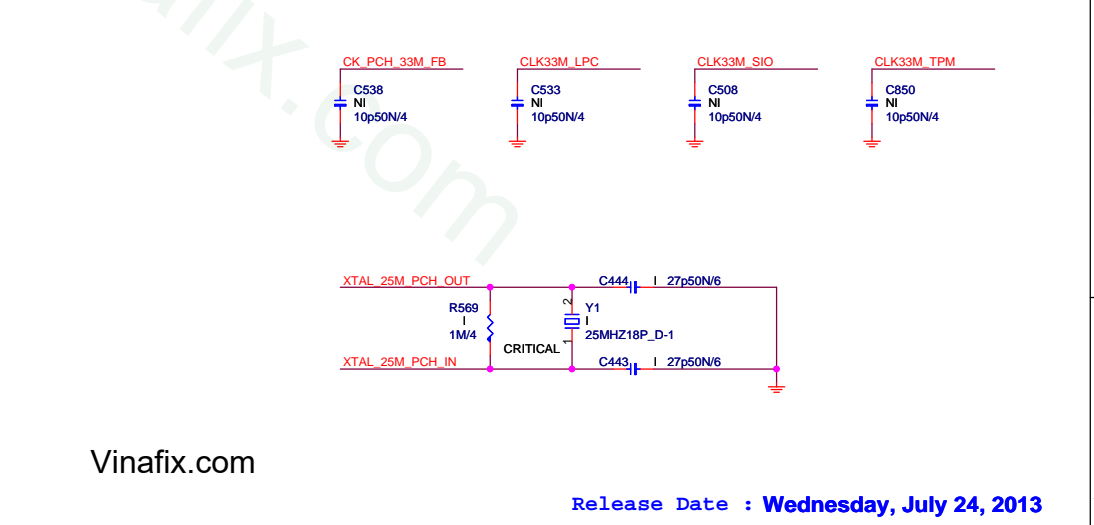 CK_PCH_33M_FB CLK33M_LPC CLK33M_SIO CLK33M_TPM
C538 C533 C508 C850
NI NI NI NI
10p50N/4 10p50N/4 10p50N/4 10p50N/4
.com
XTAL_25M_PCH_OUT C444 I 27p50N/6
R569 2 Y1
I I
1M/4 25MHZ18P_D-1
CRITICAL 1
XTAL_25M_PCH_IN C443 I 27p50N/6
Vinafix.com
Release Date : Wednesday, July 24, 2013